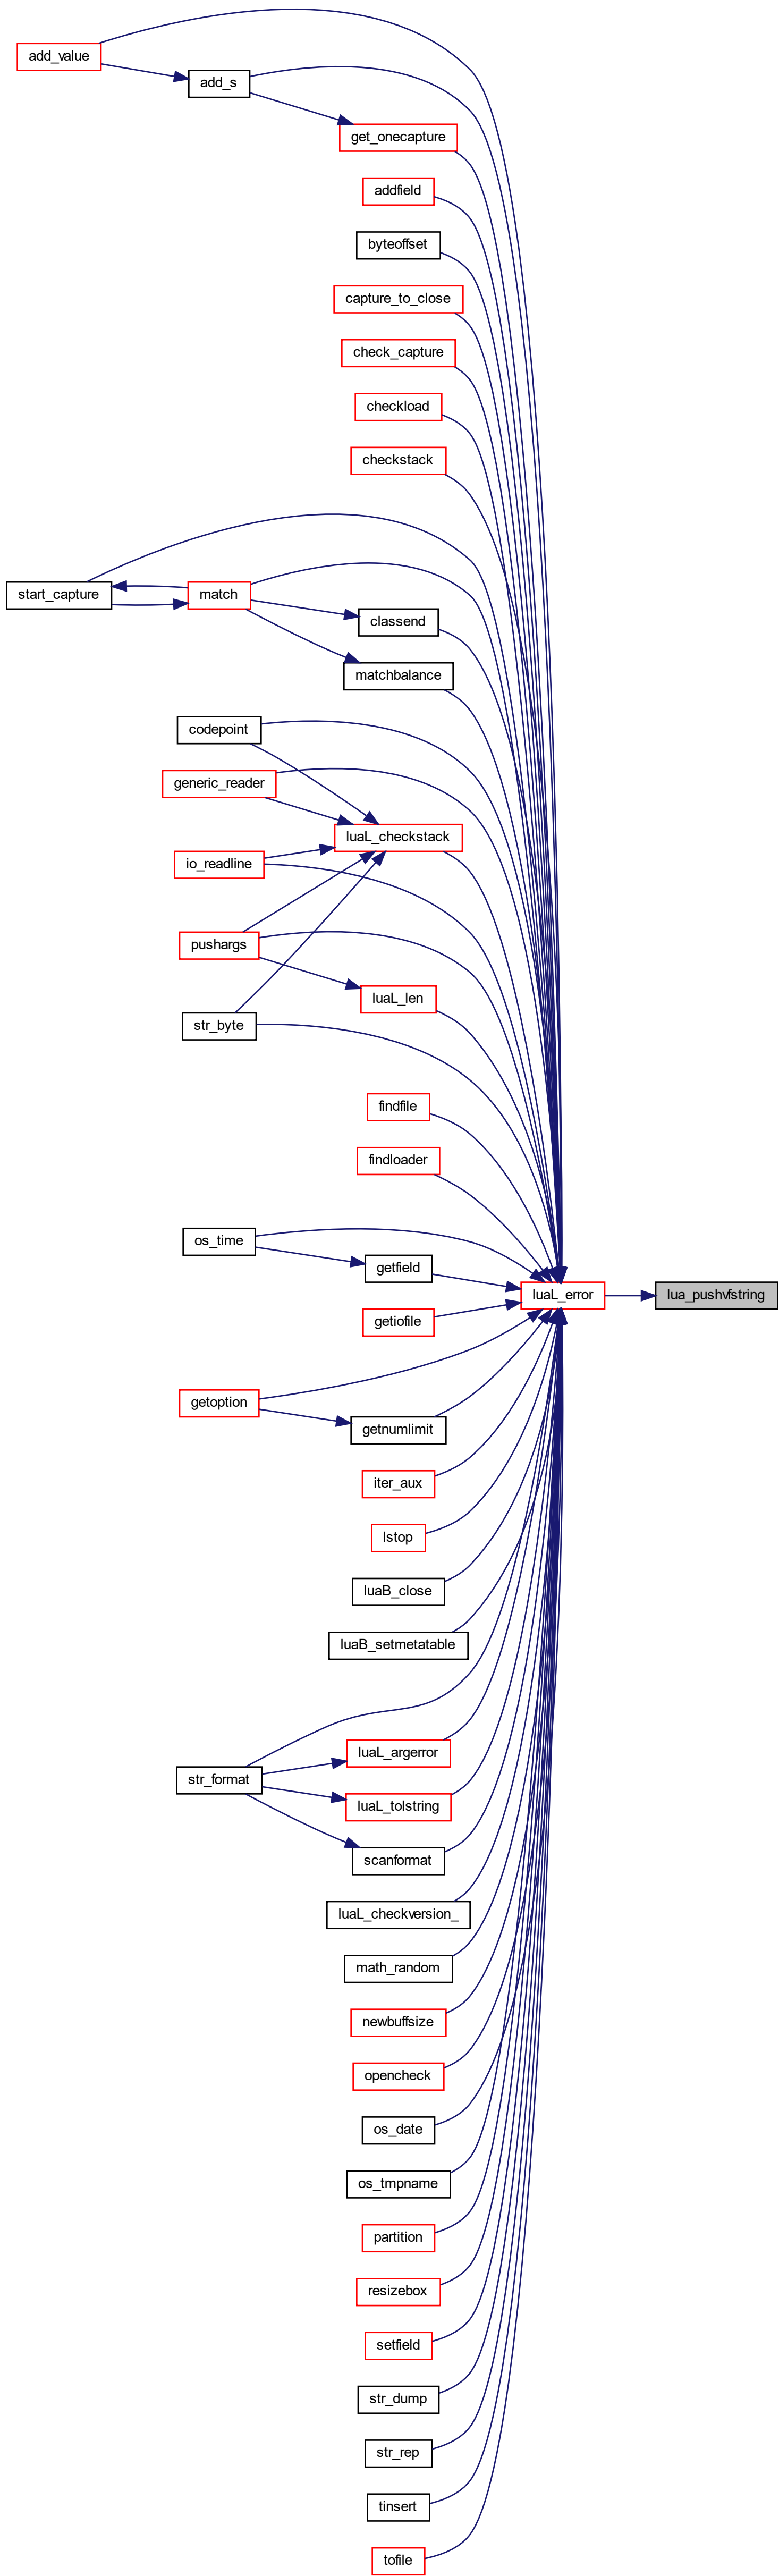 add_value
add_s
get_onecapture
addfield
byteoffset
capture_to_close
check_capture
checkload
checkstack
start_capture
match
classend
matchbalance
codepoint
generic_reader
luaL_checkstack
io_readline
pushargs
luaL_len
str_byte
findfile
findloader
os_time
getfield
luaL_error
lua_pushvfstring
getiofile
getoption
getnumlimit
iter_aux
lstop
luaB_close
luaB_setmetatable
luaL_argerror
str_format
luaL_tolstring
scanformat
luaL_checkversion_
math_random
newbuffsize
opencheck
os_date
os_tmpname
partition
resizebox
setfield
str_dump
str_rep
tinsert
tofile